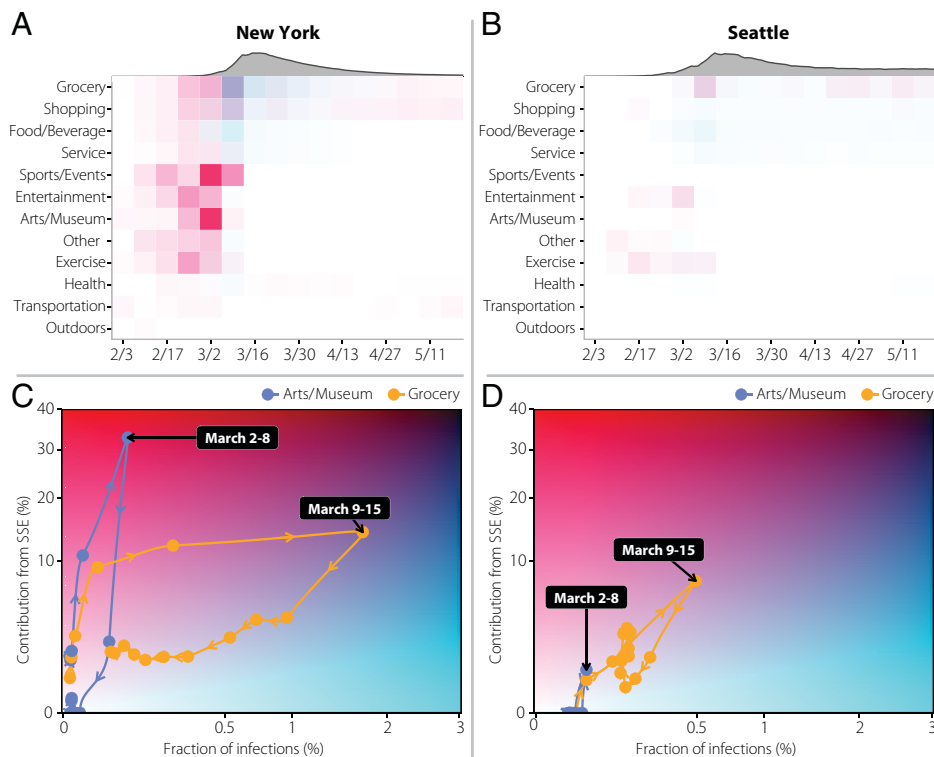 A
New York
Grocery
Shopping
Food/Beverage
Service
Sports/Events
Entertainment
Arts/Museum
Other
Exercise
Health
Transportation
Outdoors
2/3 2/17 3/2 3/16 3/30 4/13 4/27 5/11
B
Seattle
Grocery
Shopping
Food/Beverage
Service
Sports/Events
Entertainment
Arts/Museum
Other
Exercise
Health
Transportation
Outdoors
2/3 2/17 3/2 3/16 3/30 4/13 4/27 5/11
C
Arts/Museum Grocery
Contribution from SSE (%)
40
30
20
10
0
March 2-8
March 9-15
0 0.5 1 2 3
Fraction of infections (%)
D
Arts/Museum Grocery
Contribution from SSE (%)
40
30
20
10
0
March 9-15
March 2-8
0 0.5 1 2 3
Fraction of infections (%)